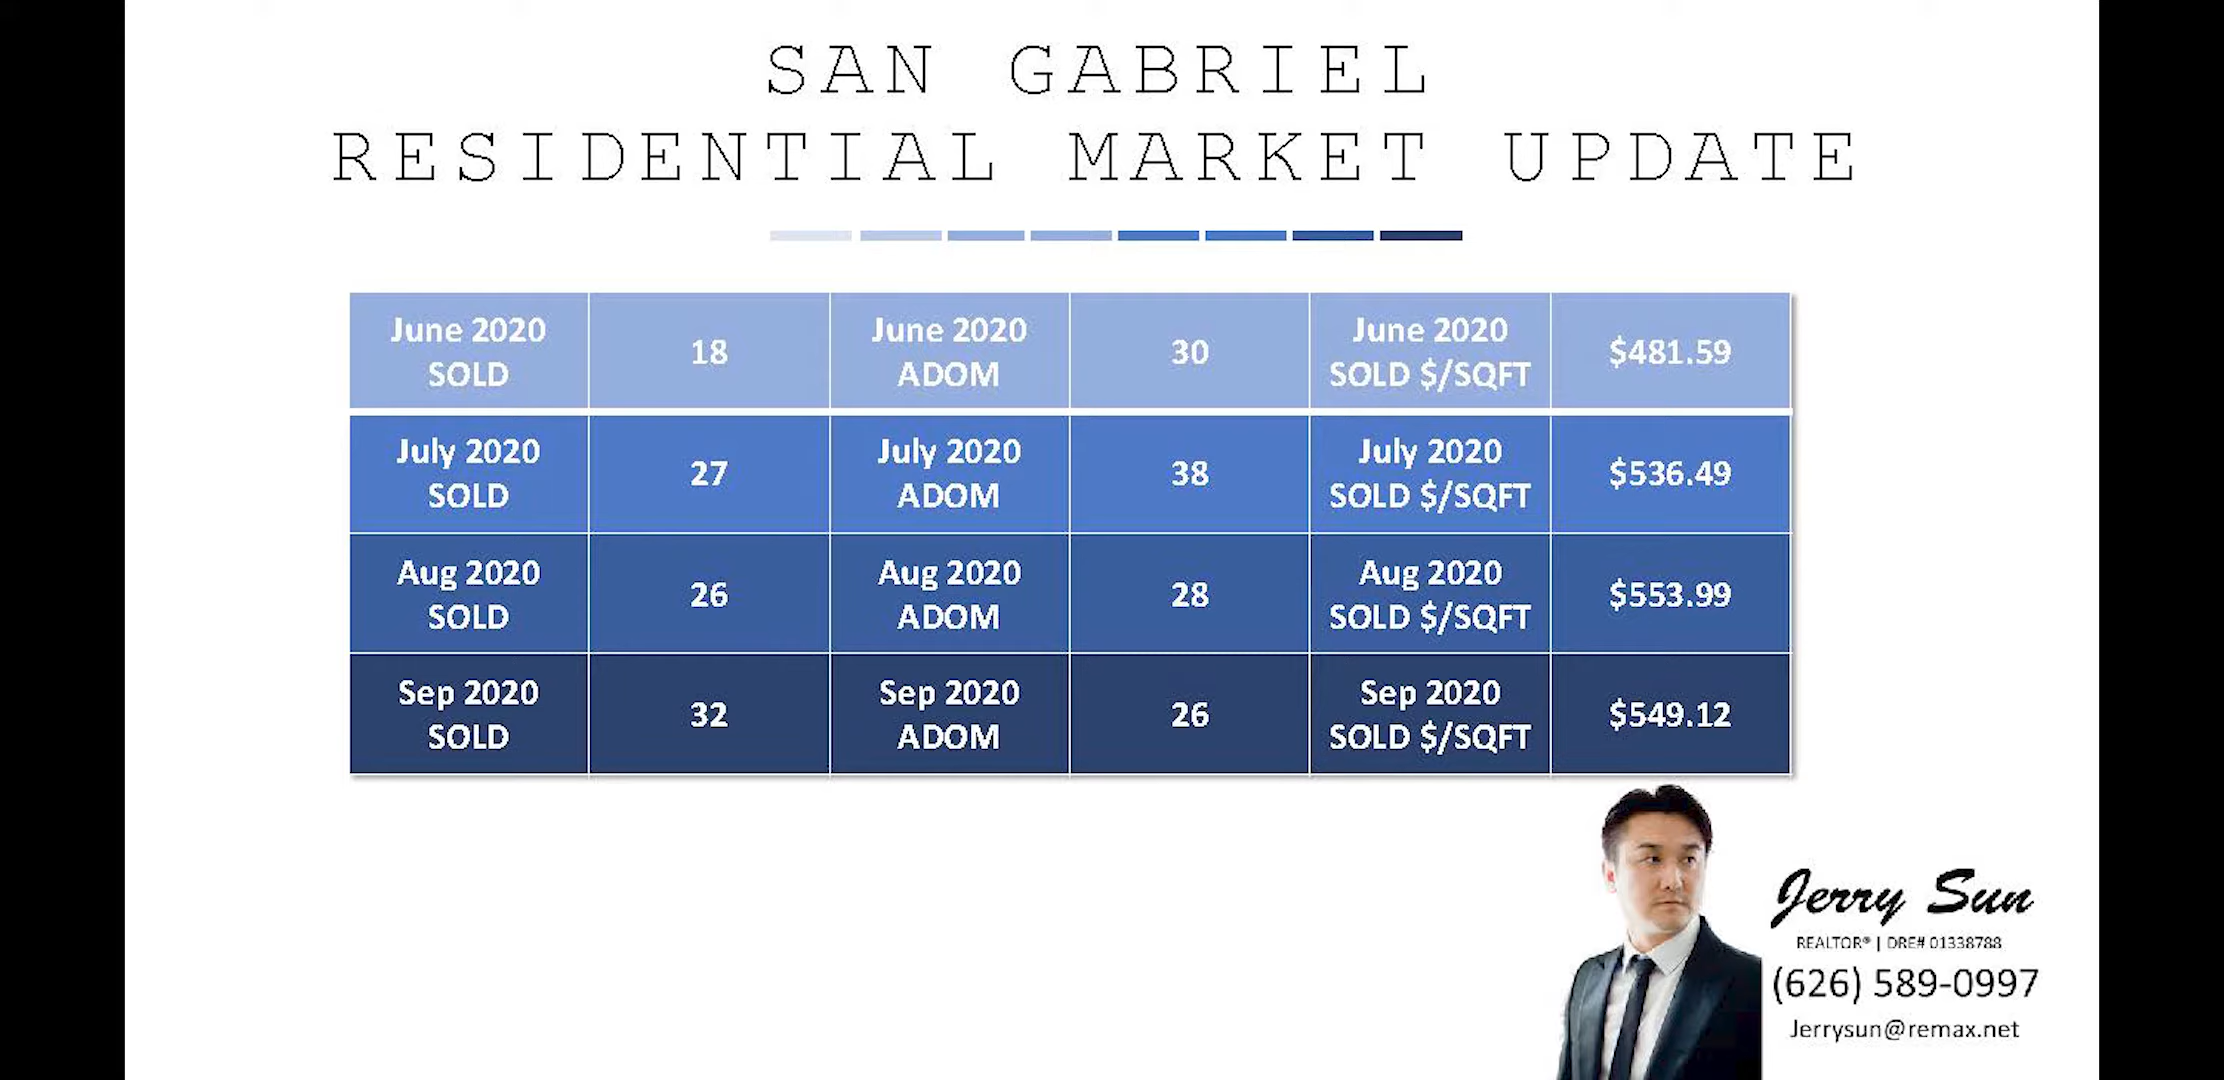 SAN GABRIEL
RESIDENTIAL MARKET UPDATE
June 2020
SOLD
18
June 2020
ADOM
30
June 2020
SOLD $/SQFT
$481.59
July 2020
SOLD
27
July 2020
ADOM
38
July 2020
SOLD $/SQFT
$536.49
Aug 2020
SOLD
26
Aug 2020
ADOM
28
Aug 2020
SOLD $/SQFT
$553.99
Sep 2020
SOLD
32
Sep 2020
ADOM
26
Sep 2020
SOLD $/SQFT
$549.12
Jerry Sun
REALTOR® | DRE# 01338788
(626) 589-0997
Jerrysun@remax.net